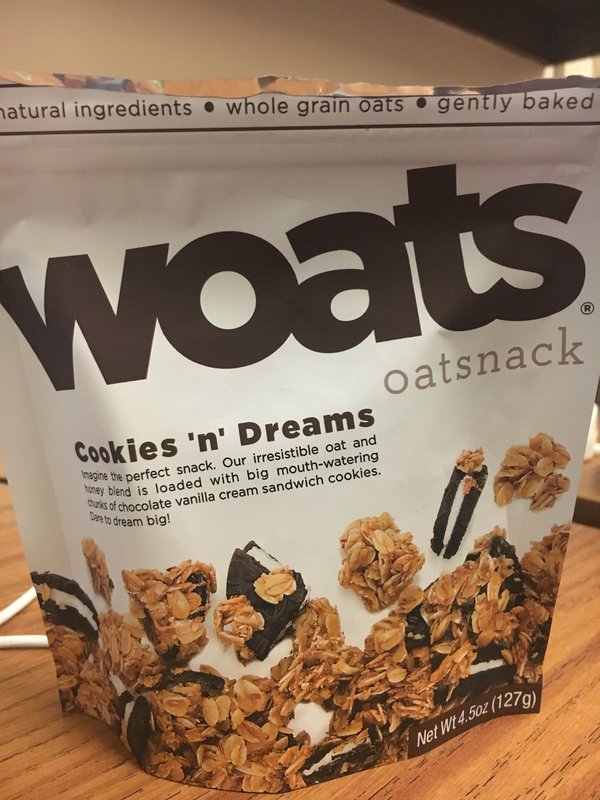 natural ingredients • whole grain oats • gently baked
woats®
oatsnack
Cookies 'n' Dreams
Imagine the perfect snack. Our irresistible oat and
honey blend is loaded with big mouth-watering
chunks of chocolate vanilla cream sandwich cookies.
Dare to dream big!
Net Wt 4.5oz (127g)